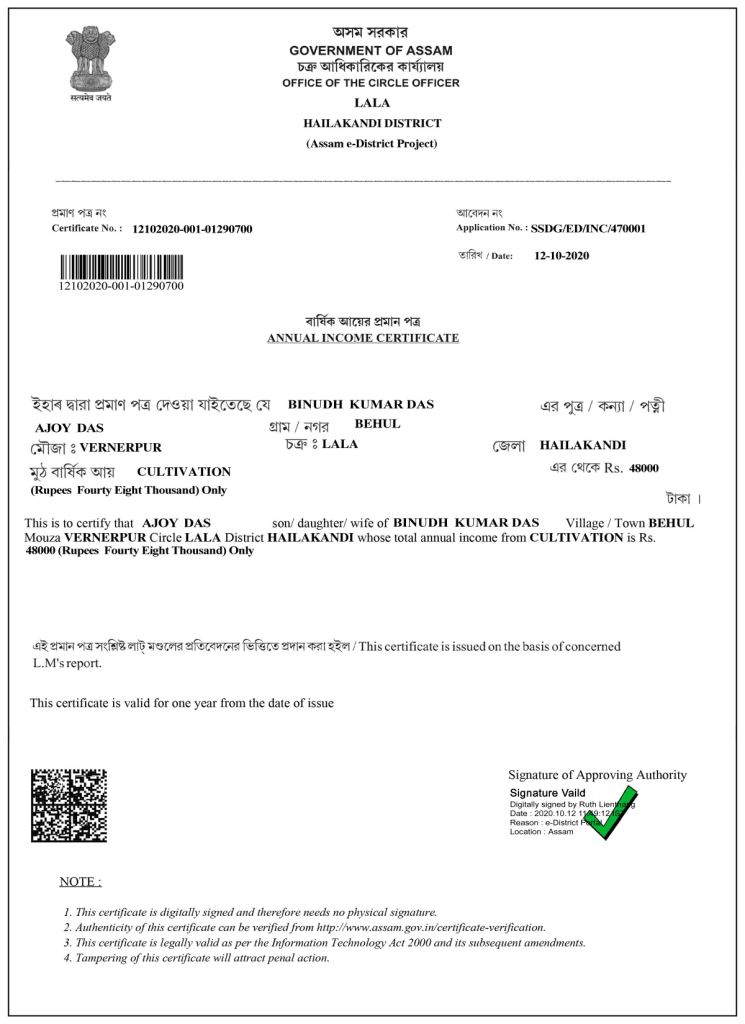 सत्यमेव जयते
অসম সরকার
GOVERNMENT OF ASSAM
চক্র আধিকারিকের কার্য্যালয়
OFFICE OF THE CIRCLE OFFICER
LALA
HAILAKANDI DISTRICT
(Assam e-District Project)
প্রমাণ পত্র নং
Certificate No. : 12102020-001-01290700
আবেদন নং
Application No. : SSDG/ED/INC/470001
তারিখ / Date: 12-10-2020
12102020-001-01290700
বার্ষিক আয়ের প্রমান পত্র
ANNUAL INCOME CERTIFICATE
ইহাৰ দ্বারা প্রমাণ পত্র দেওয়া যাইতেছে যে BINUDH KUMAR DAS এর পুত্র / কন্যা / পত্নী
AJOY DAS গ্রাম / নগর BEHUL
মৌজা ঃ VERNERPUR চক্র ঃ LALA জেলা HAILAKANDI
মুঠ বার্ষিক আয় CULTIVATION এর থেকে Rs. 48000
(Rupees Fourty Eight Thousand) Only
টাকা ।
This is to certify that AJOY DAS son/ daughter/ wife of BINUDH KUMAR DAS Village / Town BEHUL
Mouza VERNERPUR Circle LALA District HAILAKANDI whose total annual income from CULTIVATION is Rs.
48000 (Rupees Fourty Eight Thousand) Only
এই প্রমান পত্র সংশ্লিষ্ট লাট্ মণ্ডলের প্রতিবেদনের ভিত্তিতে প্রদান করা হইল / This certificate is issued on the basis of concerned
L.M's report.
This certificate is valid for one year from the date of issue
Signature of Approving Authority
Signature Vaild
Digitally signed by Ruth
Date : 2020.10.12
Reason : e-District Portal
Location : Assam
NOTE :
1. This certificate is digitally signed and therefore needs no physical signature.
2. Authenticity of this certificate can be verified from http://www.assam.gov.in/certificate-verification.
3. This certificate is legally valid as per the Information Technology Act 2000 and its subsequent amendments.
4. Tampering of this certificate will attract penal action.